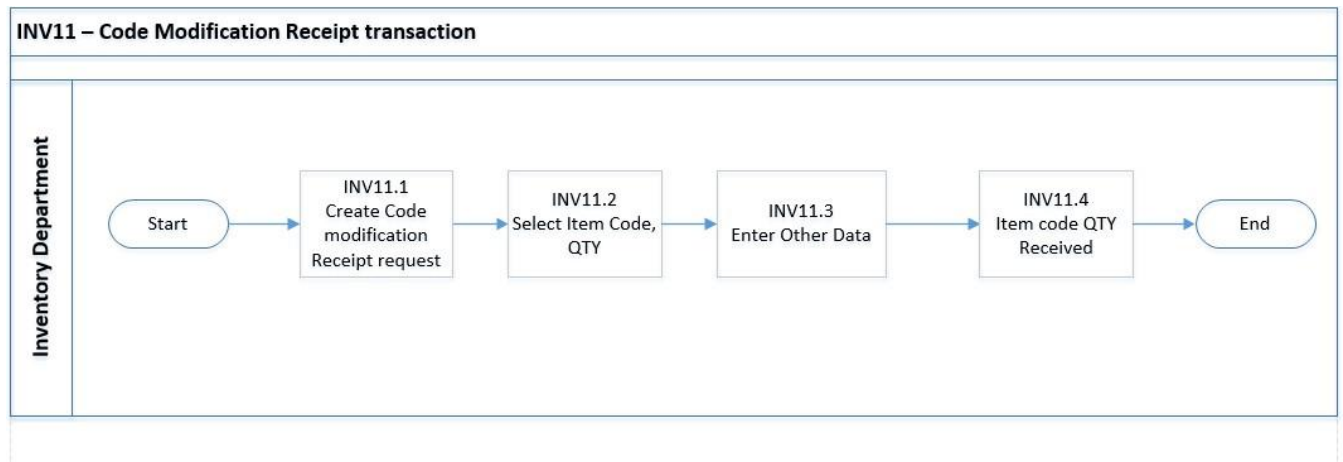 INV11 – Code Modification Receipt transaction
Inventory Department
Start
INV11.1
Create Code
modification
Receipt request
INV11.2
Select Item Code,
QTY
INV11.3
Enter Other Data
INV11.4
Item code QTY
Received
End